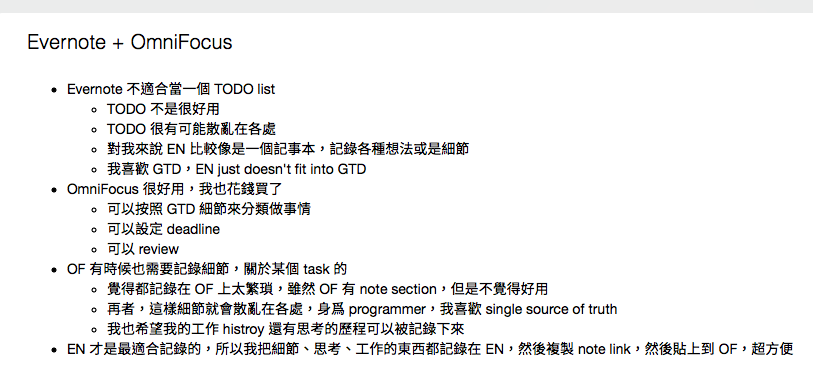 Evernote + OmniFocus
Evernote 不適合當一個 TODO list
TODO 不是很好用
TODO 很有可能散亂在各處
對我來說 EN 比較像是一個記事本，記錄各種想法或是細節
我喜歡 GTD，EN just doesn't fit into GTD
OmniFocus 很好用，我也花錢買了
可以按照 GTD 細節來分類做事情
可以設定 deadline
可以 review
OF 有時候也需要記錄細節，關於某個 task 的
覺得都記錄在 OF 上太繁瑣，雖然 OF 有 note section，但是不覺得好用
再者，這樣細節就會散亂在各處，身爲 programmer，我喜歡 single source of truth
我也希望我的工作 histroy 還有思考的歷程可以被記錄下來
EN 才是最適合記錄的，所以我把細節、思考、工作的東西都記錄在 EN，然後複製 note link，然後貼上到 OF，超方便